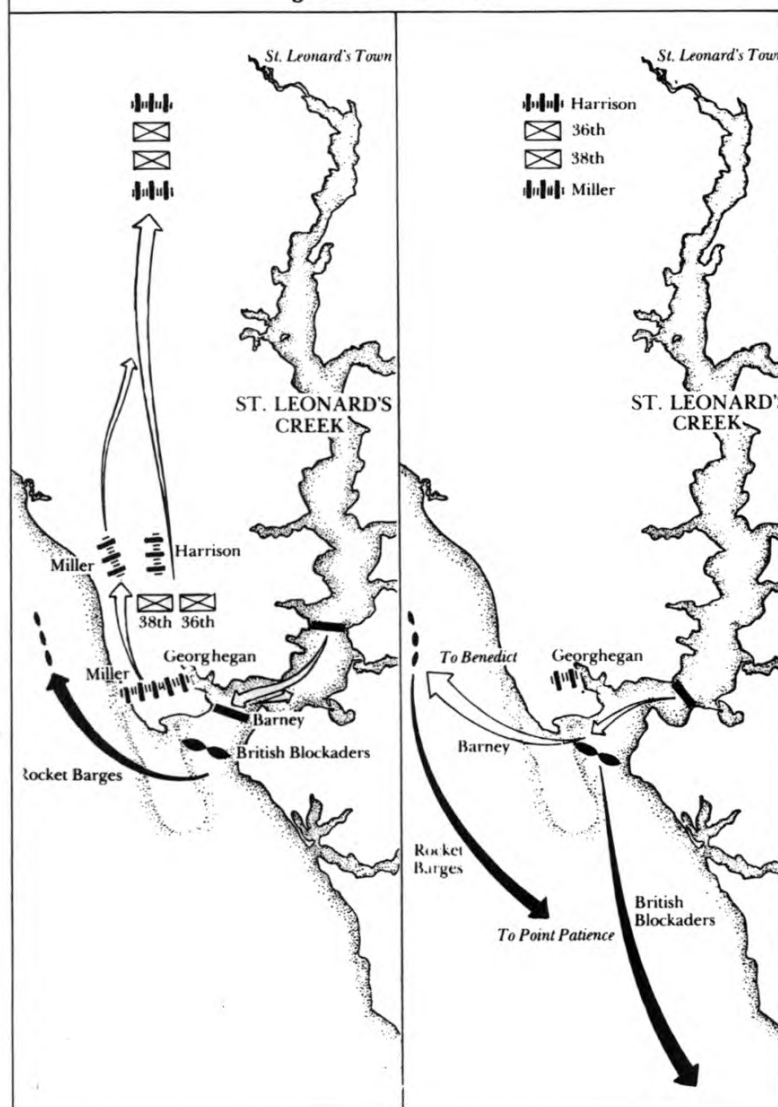 St. Leonard's Town
ST. LEONARD'S
CREEK
Miller
Harrison
38th 36th
Georghegan
Miller
Barney
British Blockaders
Rocket Barges
St. Leonard's Town
Harrison
36th
38th
Miller
ST. LEONARD'S
CREEK
To Benedict
Georghegan
Barney
Rocket
Barges
British
Blockaders
To Point Patience